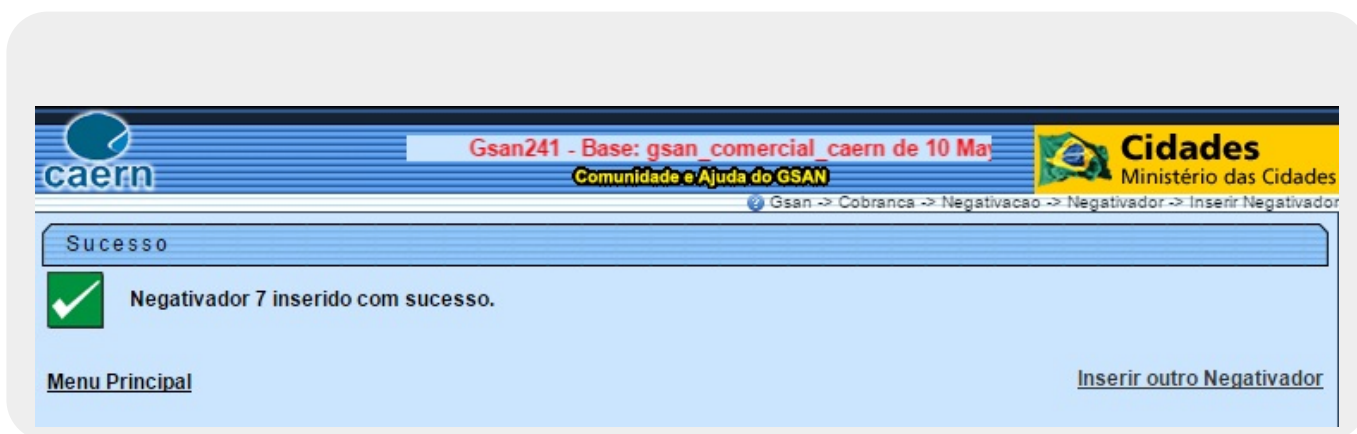 caern
Gsan241 - Base: gsan_comercial_caern de 10 May
Comunidade e Ajuda do GSAN
Cidades
Ministério das Cidades
Gsan -> Cobranca -> Negativacao -> Negativador -> Inserir Negativador
Sucesso
Negativador 7 inserido com sucesso.
Menu Principal
Inserir outro Negativador